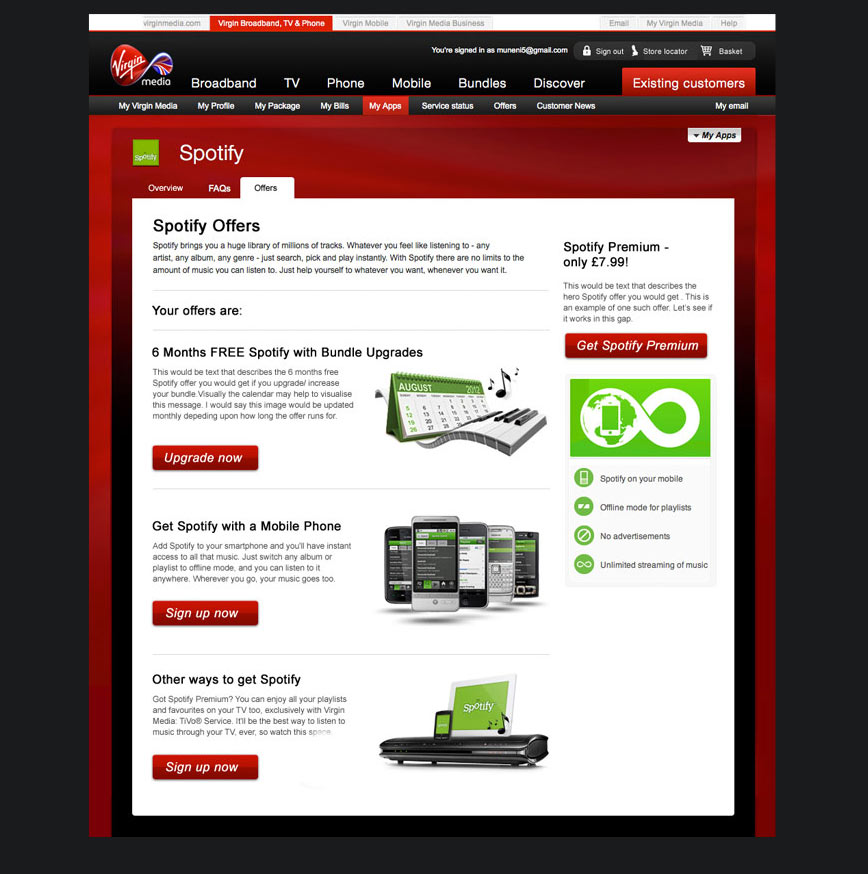 virginmedia.com Virgin Broadband, TV & Phone Virgin Mobile Virgin Media Business Email My Virgin Media Help
You're signed in as muneni5@gmail.com Sign out Store locator Basket
Virgin media
Broadband TV Phone Mobile Bundles Discover Existing customers
My Virgin Media My Profile My Package My Bills My Apps Service status Offers Customer News My email
My Apps
Spotify Spotify
Overview FAQs Offers
Spotify Offers
Spotify brings you a huge library of millions of tracks. Whatever you feel like listening to - any
artist, any album, any genre - just search, pick and play instantly. With Spotify there are no limits to the
amount of music you can listen to. Just help yourself to whatever you want, whenever you want it.
Your offers are:
6 Months FREE Spotify with Bundle Upgrades
This would be text that describes the 6 months free
Spotify offer you would get if you upgrade/ increase
your bundle.Visually the calendar may help to visualise
this message. I would say this image would be updated
monthly depeding upon how long the offer runs for.
AUGUST 2012
Upgrade now
Get Spotify with a Mobile Phone
Add Spotify to your smartphone and you'll have instant
access to all that music. Just switch any album or
playlist to offline mode, and you can listen to it
anywhere. Wherever you go, your music goes too.
Sign up now
Other ways to get Spotify
Got Spotify Premium? You can enjoy all your playlists
and favourites on your TV too, exclusively with Virgin
Media: TiVo® Service. It'll be the best way to listen to
music through your TV, ever, so watch this space.
Spotify
Sign up now
Spotify Premium -
only £7.99!
This would be text that describes the
hero Spotify offer you would get . This is
an example of one such offer. Let's see if
it works in this gap.
Get Spotify Premium
Spotify on your mobile
Offline mode for playlists
No advertisements
Unlimited streaming of music